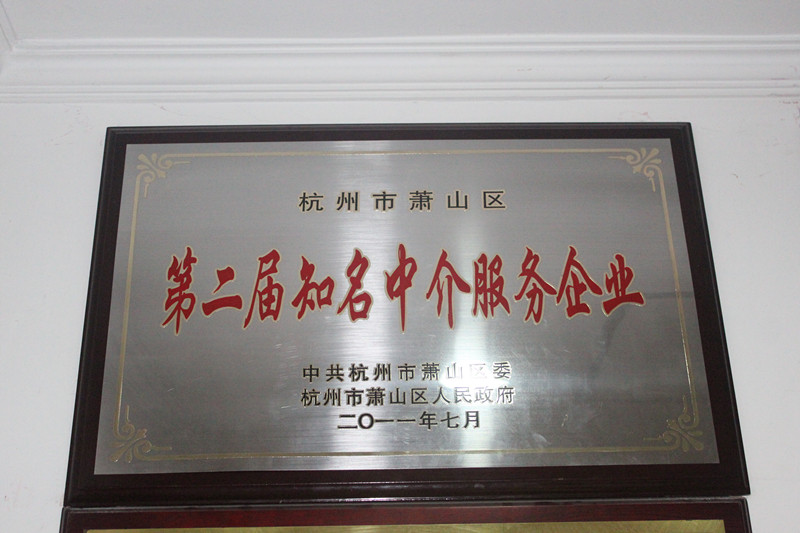 杭州市萧山区
第二届知名中介服务企业
中共杭州市萧山区委
杭州市萧山区人民政府
二〇一一年七月